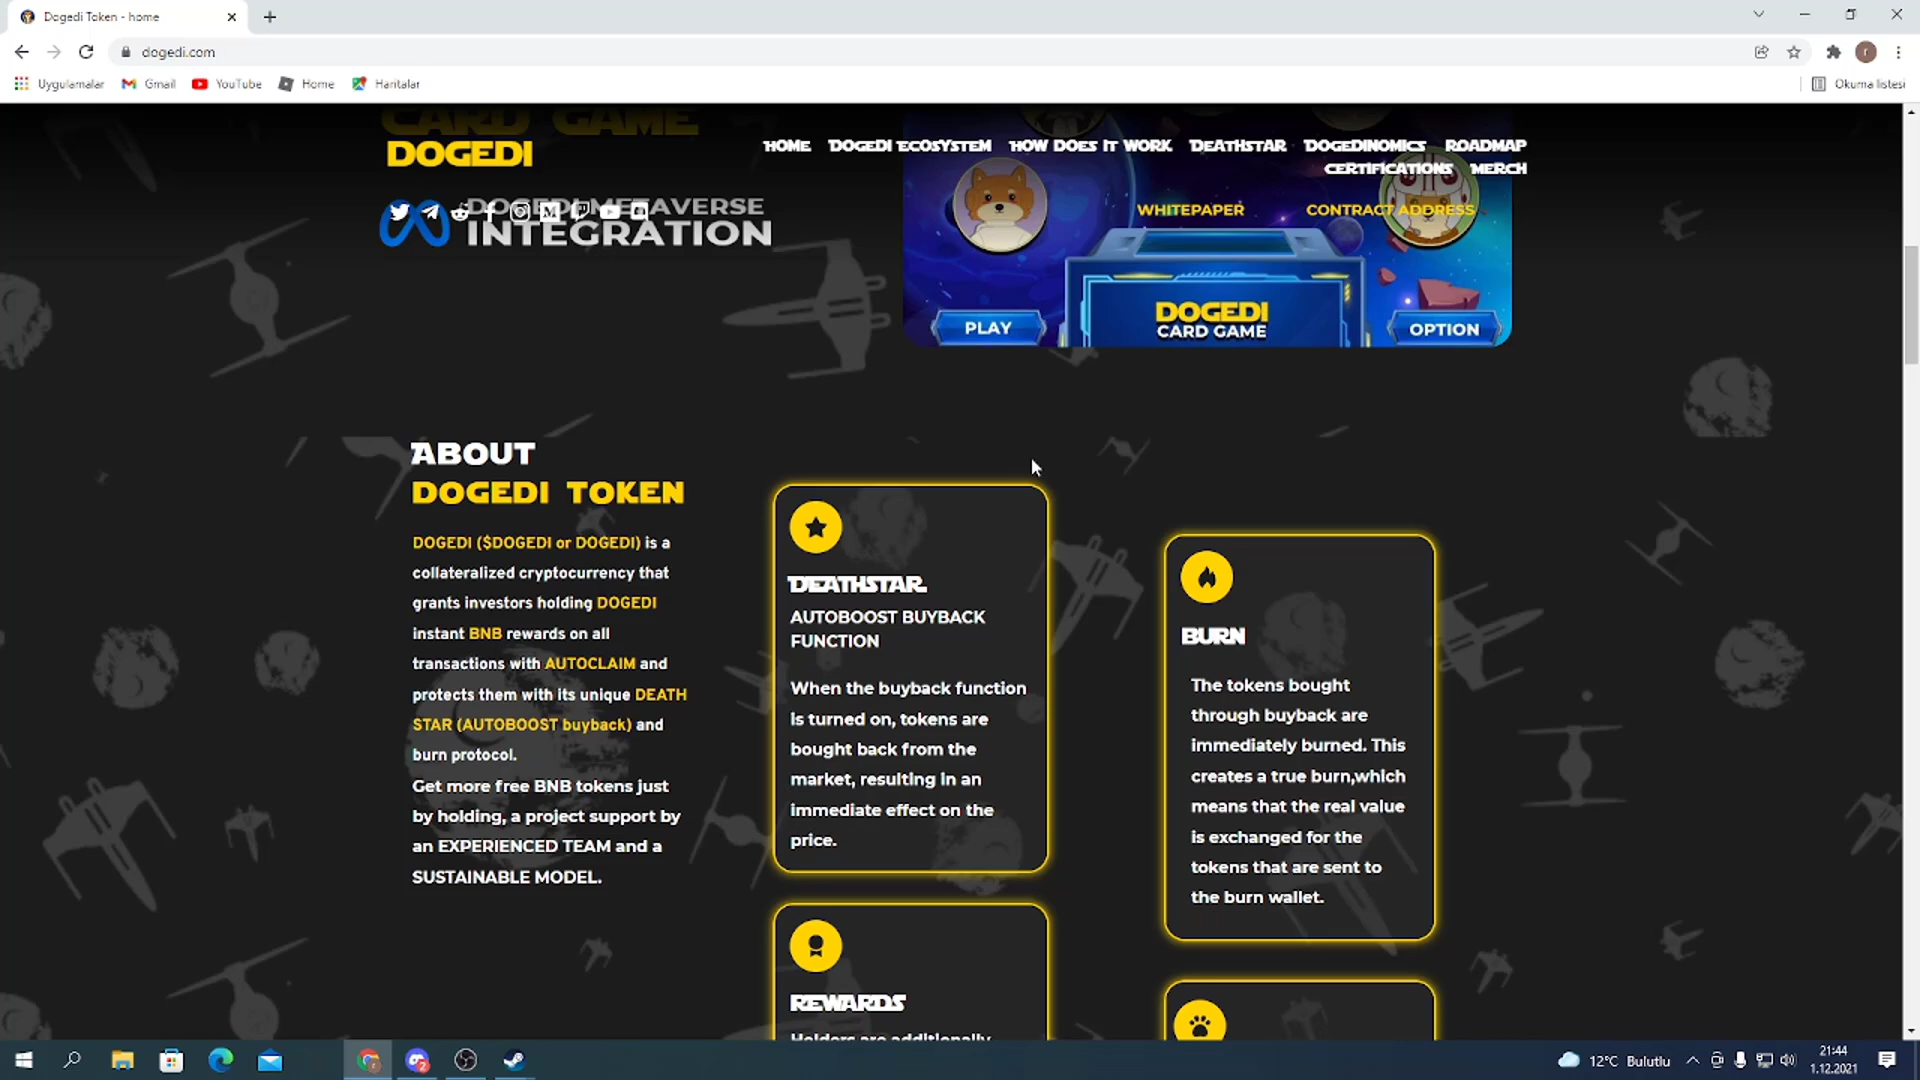 Dogedi Token - home
dogedi.com
Uygulamalar
Gmail
YouTube
Home
Haritalar
Okuma listesi
CARD GAME
DOGEDI
HOME DOGEDI ECOSYSTEM HOW DOES IT WORK DEATHSTAR DOGEDINOMICS ROADMAP
CERTIFICATIONS MERCH
DOGEDI METAVERSE
INTEGRATION
WHITEPAPER
CONTRACT ADDRESS
PLAY
DOGEDI
CARD GAME
OPTION
ABOUT
DOGEDI TOKEN
DOGEDI ($DOGEDI or DOGEDI) is a
collateralized cryptocurrency that
grants investors holding DOGEDI
instant BNB rewards on all
transactions with AUTOCLAIM and
protects them with its unique DEATH
STAR (AUTOBOOST buyback) and
burn protocol.
Get more free BNB tokens just
by holding, a project support by
an EXPERIENCED TEAM and a
SUSTAINABLE MODEL.
DEATHSTAR
AUTOBOOST BUYBACK
FUNCTION
When the buyback function
is turned on, tokens are
bought back from the
market, resulting in an
immediate effect on the
price.
BURN
The tokens bought
through buyback are
immediately burned. This
creates a true burn,which
means that the real value
is exchanged for the
tokens that are sent to
the burn wallet.
REWARDS
Holders are additionally
12°C Bulutlu
21:44
1.12.2021